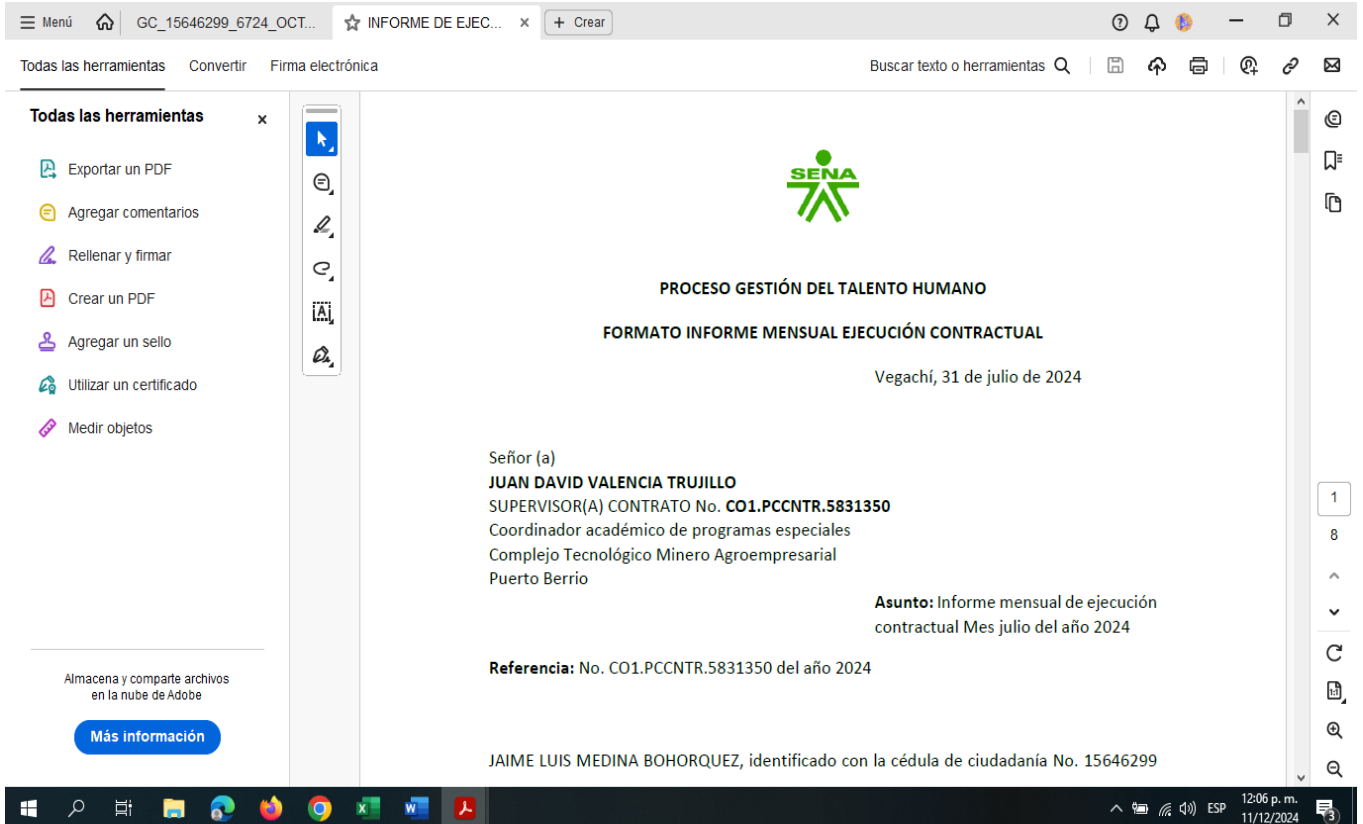 Menú
GC_15646299_6724_OCT...
INFORME DE EJEC...
+ Crear
Todas las herramientas
Convertir
Firma electrónica
Buscar texto o herramientas
Todas las herramientas
Exportar un PDF
Agregar comentarios
Rellenar y firmar
Crear un PDF
Agregar un sello
Utilizar un certificado
Medir objetos
Almacena y comparte archivos
en la nube de Adobe
Más información
SENA
PROCESO GESTIÓN DEL TALENTO HUMANO
FORMATO INFORME MENSUAL EJECUCIÓN CONTRACTUAL
Vegachí, 31 de julio de 2024
Señor (a)
JUAN DAVID VALENCIA TRUJILLO
SUPERVISOR(A) CONTRATO No. CO1.PCCNTR.5831350
Coordinador académico de programas especiales
Complejo Tecnológico Minero Agroempresarial
Puerto Berrio
Asunto: Informe mensual de ejecución
contractual Mes julio del año 2024
Referencia: No. CO1.PCCNTR.5831350 del año 2024
JAIME LUIS MEDINA BOHORQUEZ, identificado con la cédula de ciudadanía No. 15646299
1
8
1:1
ESP
12:06 p. m.
11/12/2024
3